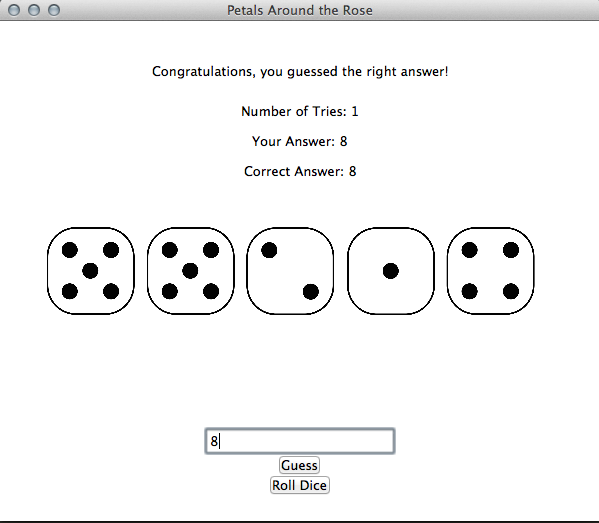 Petals Around the Rose
Congratulations, you guessed the right answer!
Number of Tries: 1
Your Answer: 8
Correct Answer: 8
8
Guess
Roll Dice